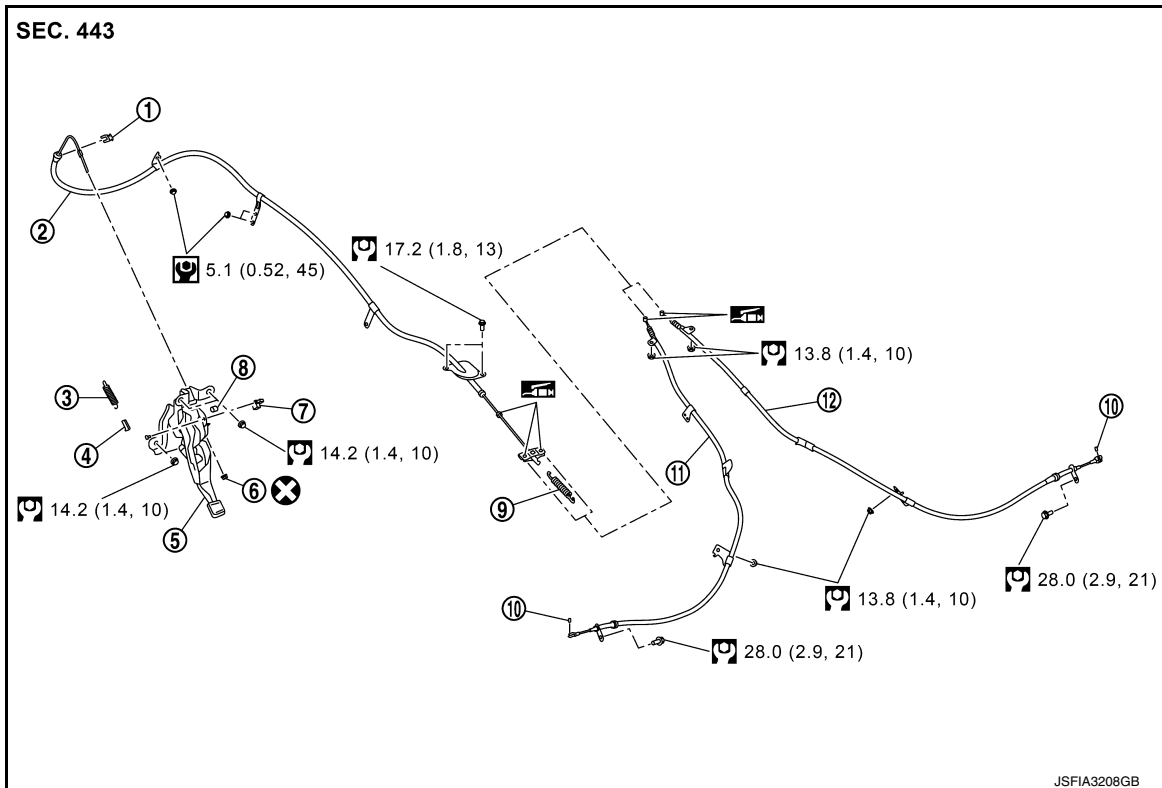 SEC. 443
1
2
17.2 (1.8, 13)
5.1 (0.52, 45)
13.8 (1.4, 10)
8
3
7
12
10
4
14.2 (1.4, 10)
11
6
9
14.2 (1.4, 10)
5
28.0 (2.9, 21)
10
13.8 (1.4, 10)
28.0 (2.9, 21)
JSFIA3208GB